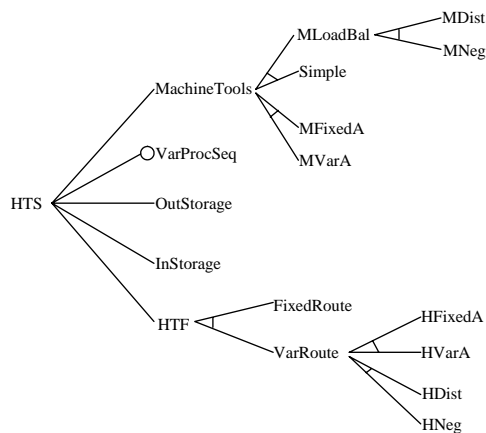 MDist
MLoadBal
MNeg
Simple
MachineTools
MFixedA
VarProcSeq
MVarA
HTS
OutStorage
InStorage
FixedRoute
HFixedA
HTF
VarRoute
HVarA
HDist
HNeg